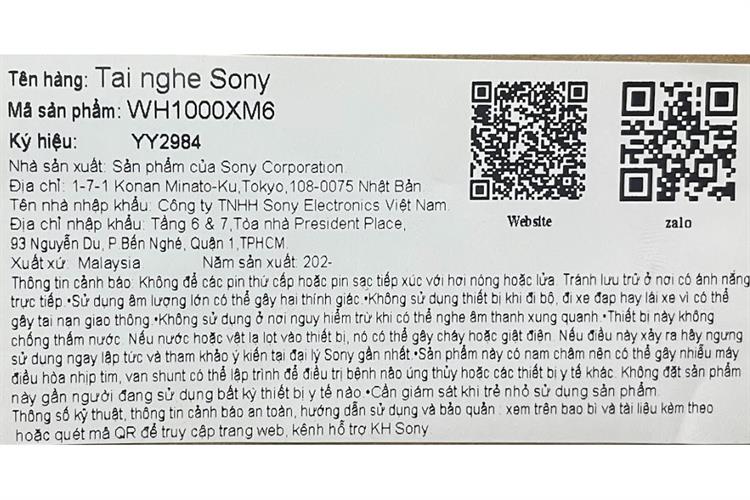 Tên hàng: Tai nghe Sony
Mã sản phẩm: WH1000XM6
Ký hiệu: YY2984
Nhà sản xuất: Sản phẩm của Sony Corporation
Địa chỉ: 1-7-1 Konan Minato-Ku,Tokyo,108-0075 Nhật Bản
Tên nhà nhập khẩu: Công ty TNHH Sony Electronics Việt Nam.
Địa chỉ nhập khẩu: Tầng 6 & 7,Tòa nhà President Place,
93 Nguyễn Du, P Bến Nghé, Quận 1,TPHCM.
Xuất xứ: Malaysia Năm sản xuất: 202-
Website
zalo
Thông tin cảnh báo: Không để các pin thứ cấp hoặc pin sạc tiếp xúc với hơi nóng hoặc lửa. Tránh lưu trữ ở nơi có ánh nắng
trực tiếp.•Sử dụng âm lượng lớn có thể gây hai thính giác.•Không sử dụng thiết bị khi đi bộ, đi xe đạp hay lái xe vì có thể
gây tai nạn giao thông.•Không sử dụng ở nơi nguy hiểm trừ khi có thể nghe âm thanh xung quanh.•Thiết bị này không
chống thấm nước. Nếu nước hoặc vật lạ lọt vào thiết bị, nó có thể gây cháy hoặc giật điện. Nếu điều này xảy ra hãy ngưng
sử dụng ngay lập tức và tham khảo ý kiến tại đại lý Sony gần nhất.•Sản phẩm này có nam châm nên có thể gây nhiễu máy
điều hòa nhịp tim, van shunt có thể lập trình để điều trị bệnh não úng thủy hoặc các thiết bị y tế khác. Không đặt sản phẩm
này gần người đang sử dụng bất kỳ thiết bị y tế nào.•Cần giám sát khi trẻ nhỏ sử dụng sản phẩm.
Thông số kỹ thuật, thông tin cảnh báo an toàn, hướng dẫn sử dụng và bảo quản : xem trên bao bì và tài liệu kèm theo
hoặc quét mã QR để truy cập trang web, kênh hỗ trợ KH Sony.